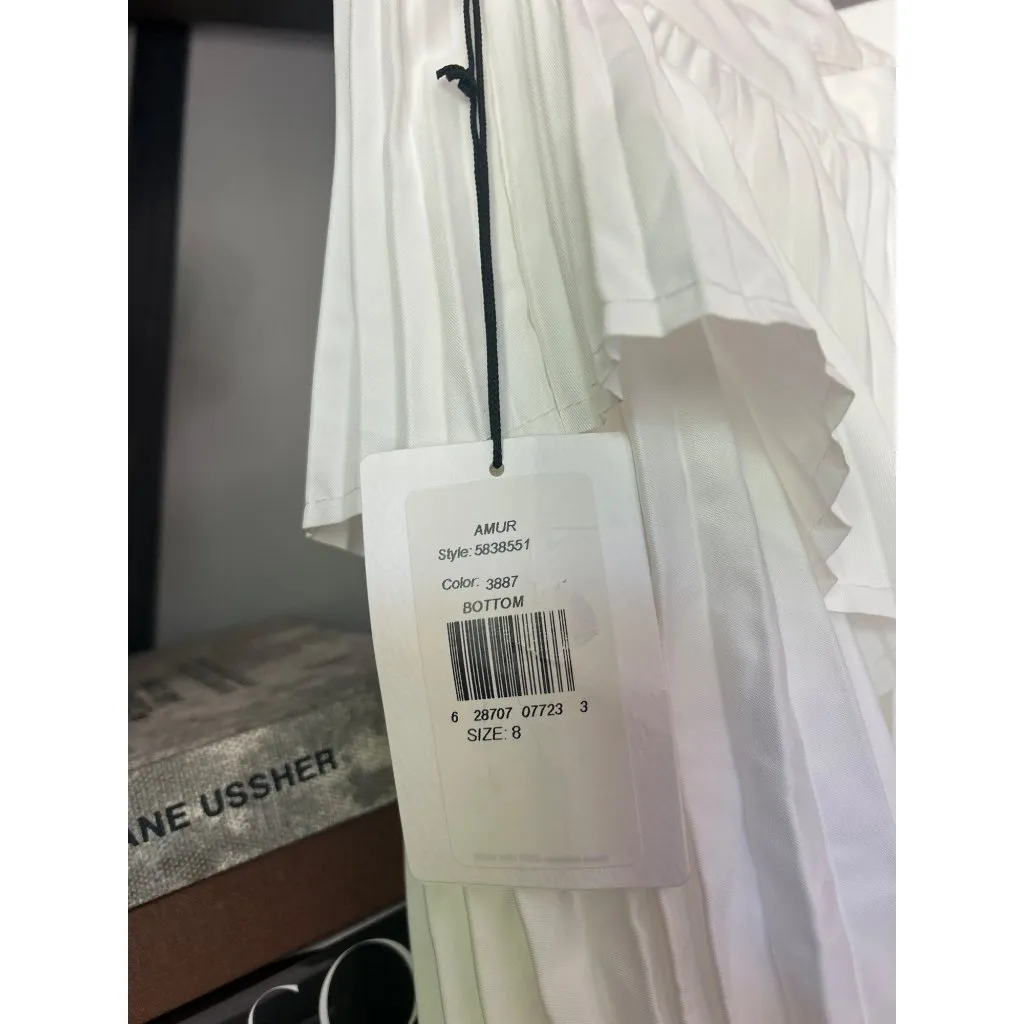 AMUR
Style: 5838551
Color: 3887
BOTTOM
6 28707 07723 3
SIZE: 8
ANE USSHER